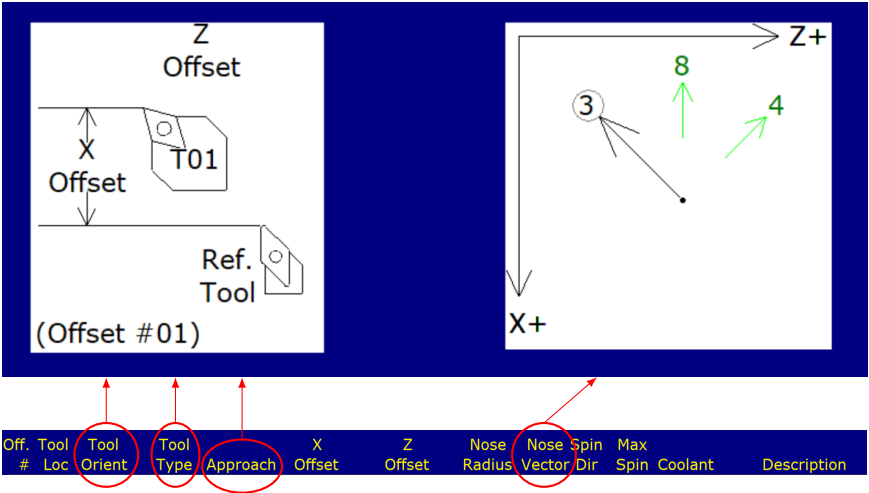 Z
Offset
X
Offset
T01
Ref.
Tool
(Offset #01)
Z+
8
3
4
X+
Off. Tool Tool Tool X Z Nose Nose Spin Max
# Loc Orient Type Approach Offset Offset Radius Vector Dir Spin Coolant Description